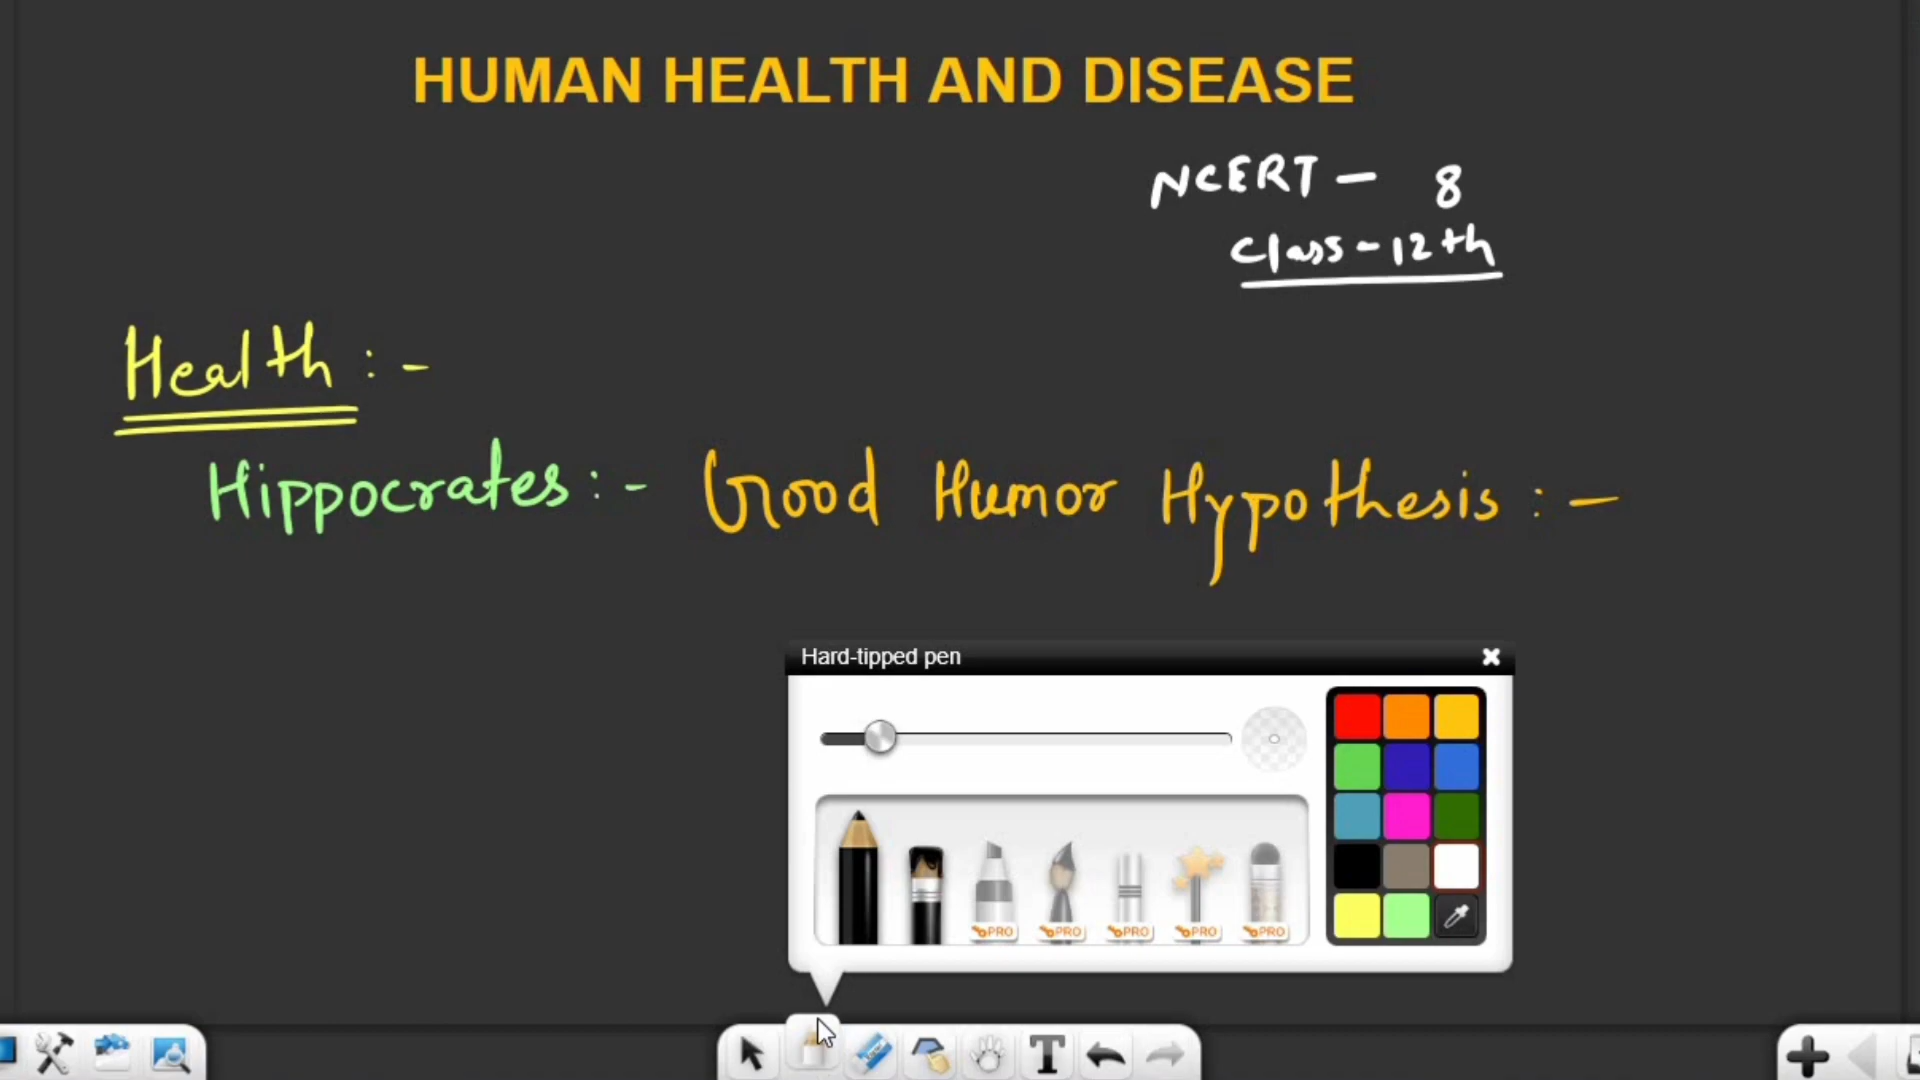 HUMAN HEALTH AND DISEASE
NCERT - 8
Class - 12th
Health : -
Hippocrates : - Good Humor Hypothesis : -
Hard-tipped pen
PRO PRO PRO PRO PRO
T